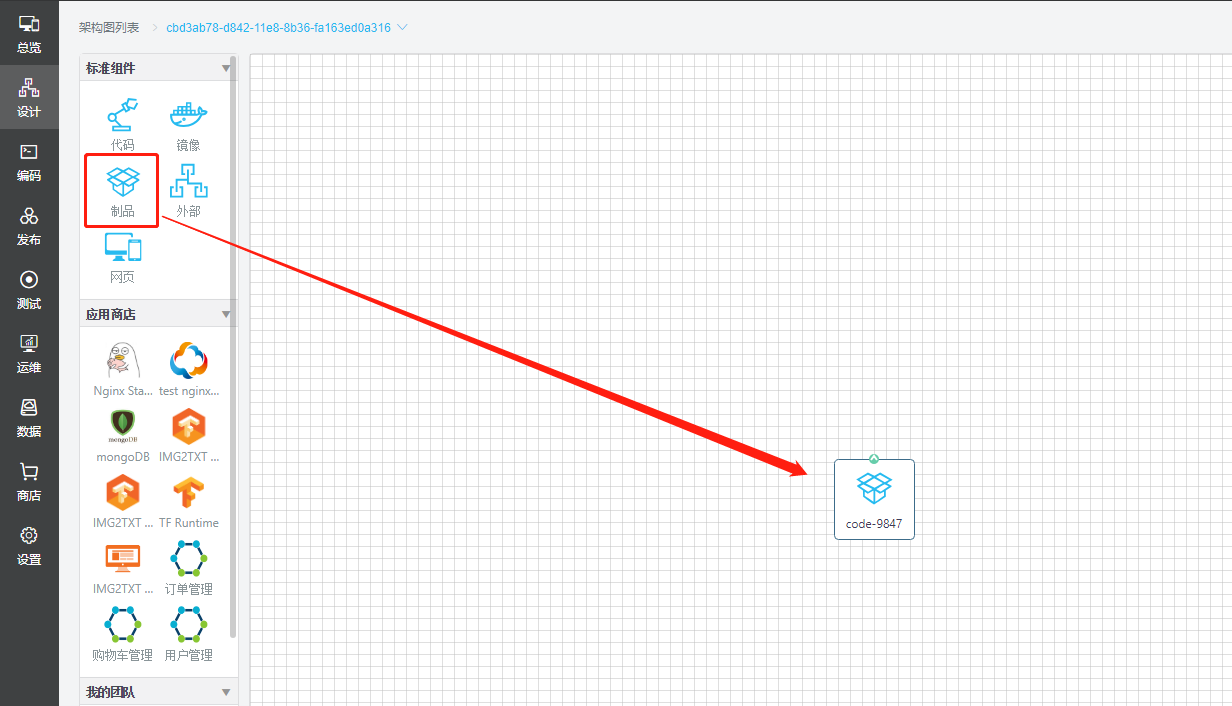 总览
设计
编码
发布
测试
运维
数据
商店
设置
架构图列表 cbd3ab78-d842-11e8-8b36-fa163ed0a316
标准组件
代码 镜像
制品 外部
网页
应用商店
Nginx Sta... test nginx...
mongoDB
mongoDB IMG2TXT ...
IMG2TXT ... TF Runtime
IMG2TXT ... 订单管理
购物车管理 用户管理
我的团队
code-9847